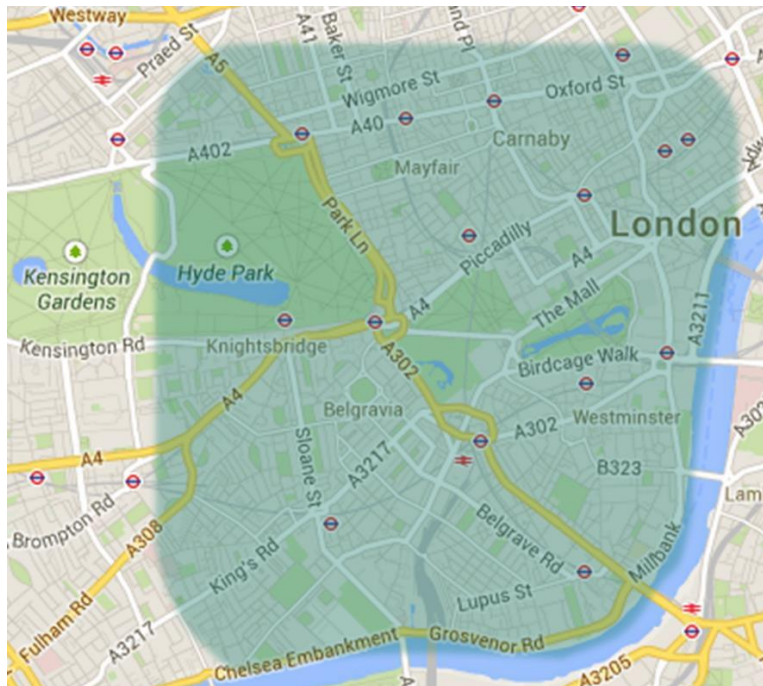 Westway
Praed St
A5
A41
Baker St
nd Pl
Wigmore St
Oxford St
A40
A402
Carnaby
Mayfair
Park Ln
London
Piccadilly
A4
Kensington
Gardens
Hyde Park
A4
The Mall
A3211
Kensington Rd
Knightsbridge
A302
Birdcage Walk
A4
Belgravia
Westminster
A302
A4
Sloane St
A3217
B323
Brompton Rd
A308
King's Rd
Belgrave Rd
Millbank
Lam
Fulham Rd
A3217
Lupus St
Chelsea Embankment
Grosvenor Rd
A3205